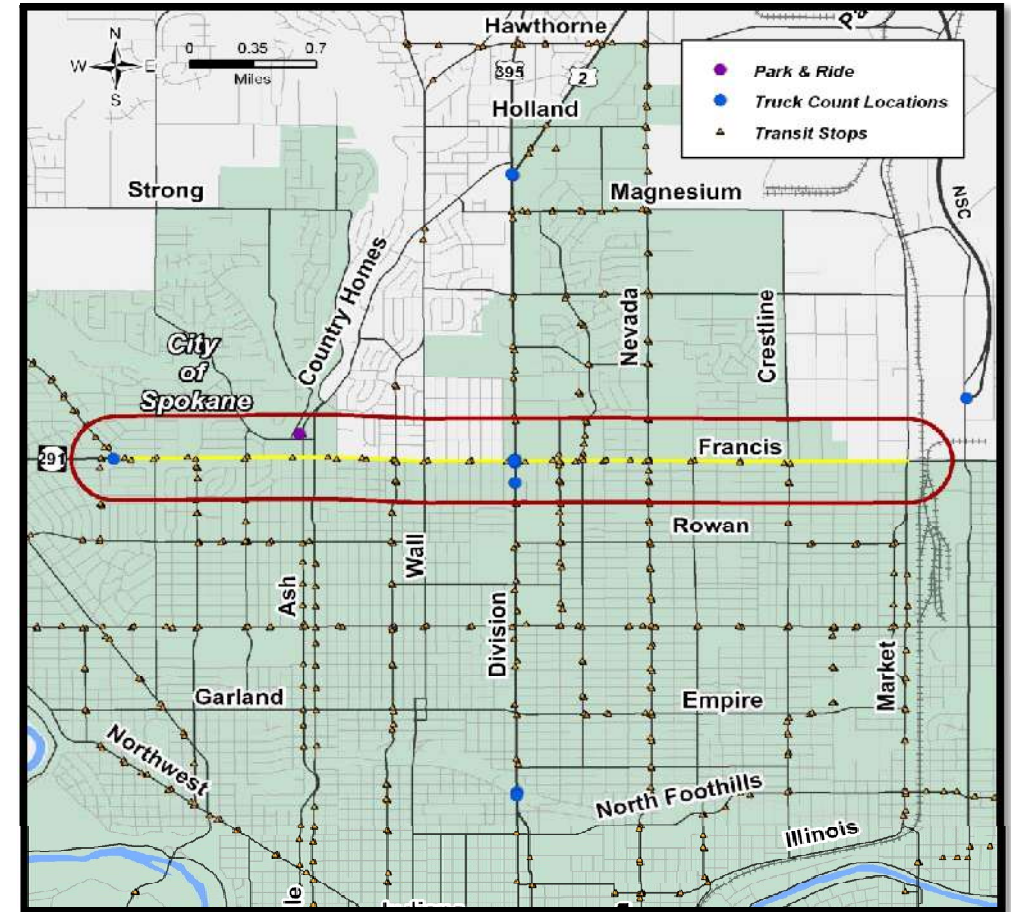 Hawthorne
Pa
N
W E
S
0 0.35 0.7
Miles
395
2
Holland
Park & Ride
Truck Count Locations
Transit Stops
Strong
Magnesium
NSC
Country Homes
Nevada
Crestline
City
of
Spokane
291
Francis
Rowan
Wall
Ash
Division
Market
Garland
Empire
Northwest
North Foothills
Illinois
le